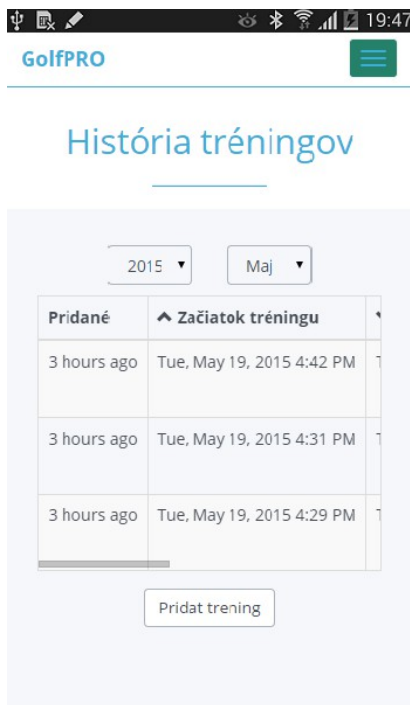 19:47
GolfPRO
História tréningov
2015 Maj
Pridané Začiatok tréningu
3 hours ago Tue, May 19, 2015 4:42 PM
3 hours ago Tue, May 19, 2015 4:31 PM
3 hours ago Tue, May 19, 2015 4:29 PM
Pridat trening